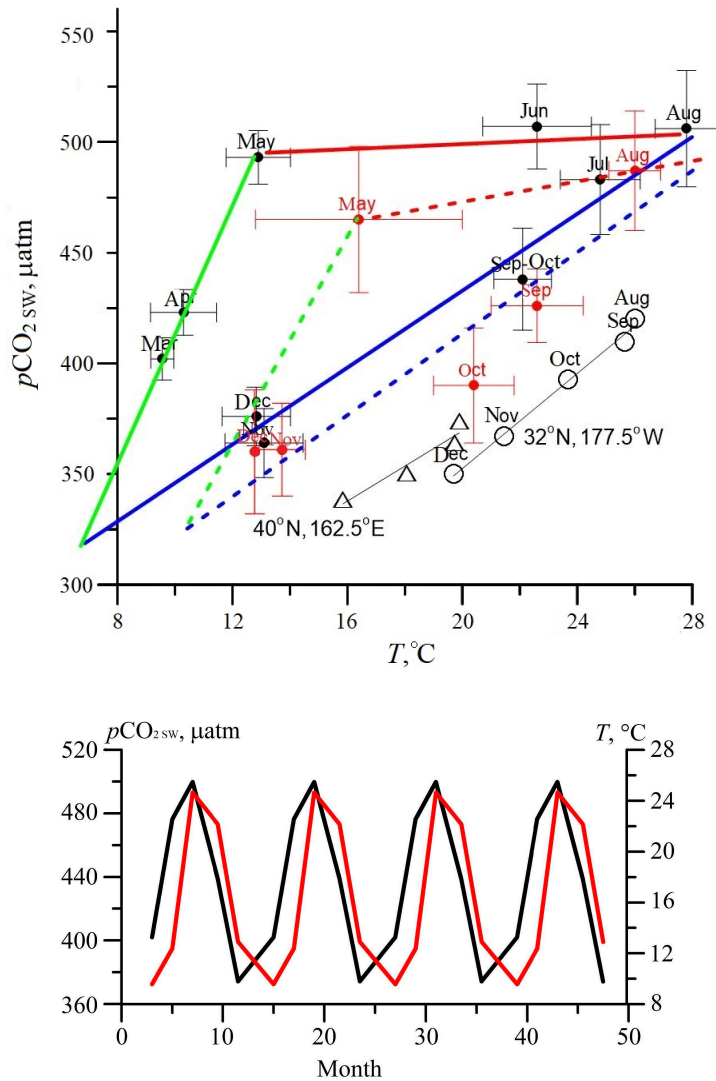 550
500
450
400
350
300
pCO₂ SW, μatm
Jun
Aug
May
Jul
Aug
May
Sep-Oct
Sep
Apr
Mar
Aug
Sep
Oct
Oct
Dec
Nov
Dec
Nov
Nov
Dec
32°N, 177.5°W
40°N, 162.5°E
8 12 16 20 24 28
T,°C
pCO₂ SW, μatm
T, °C
520
480
440
400
360
28
24
20
16
12
8
0 10 20 30 40 50
Month